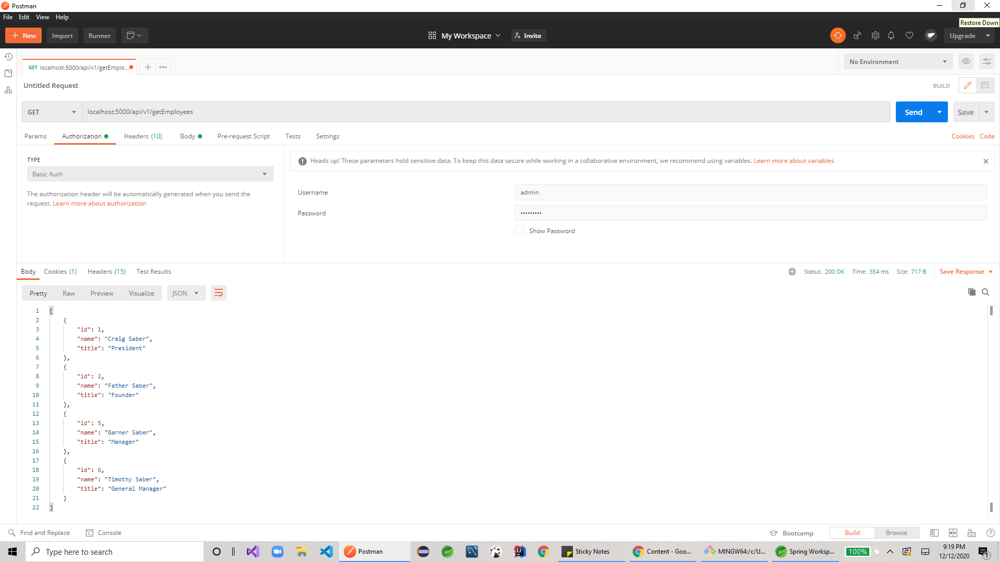 Postman
File Edit View Help
Restore Down
New Import Runner My Workspace Invite Upgrade
GET localhost:5000/api/v1/getEmplo... No Environment
Untitled Request BUILD
GET localhost:5000/api/v1/getEmployees Send Save
Params Authorization Headers (10) Body Pre-request Script Tests Settings Cookies Code
TYPE
Basic Auth
The authorization header will be automatically generated when you send the
request. Learn more about authorization
Heads up! These parameters hold sensitive data. To keep this data secure while working in a collaborative environment, we recommend using variables. Learn more about variables
Username admin
Password •••••••••
Show Password
Body Cookies (1) Headers (15) Test Results Status: 200 OK Time: 354 ms Size: 717 B Save Response
Pretty Raw Preview Visualize JSON
1 [
2 {
3 "id": 1,
4 "name": "Craig Saber",
5 "title": "President"
6 },
7 {
8 "id": 2,
9 "name": "Father Saber",
10 "title": "Founder"
11 },
12 {
13 "id": 5,
14 "name": "Garner Saber",
15 "title": "Manager"
16 },
17 {
18 "id": 6,
19 "name": "Timothy Saber",
20 "title": "General Manager"
21 }
22 ]
Find and Replace Console Bootcamp Build Browse
Type here to search Postman Sticky Notes Content - Goo... MINGW64:/c/U... Spring Worksp... 100% 9:19 PM
12/12/2020 1